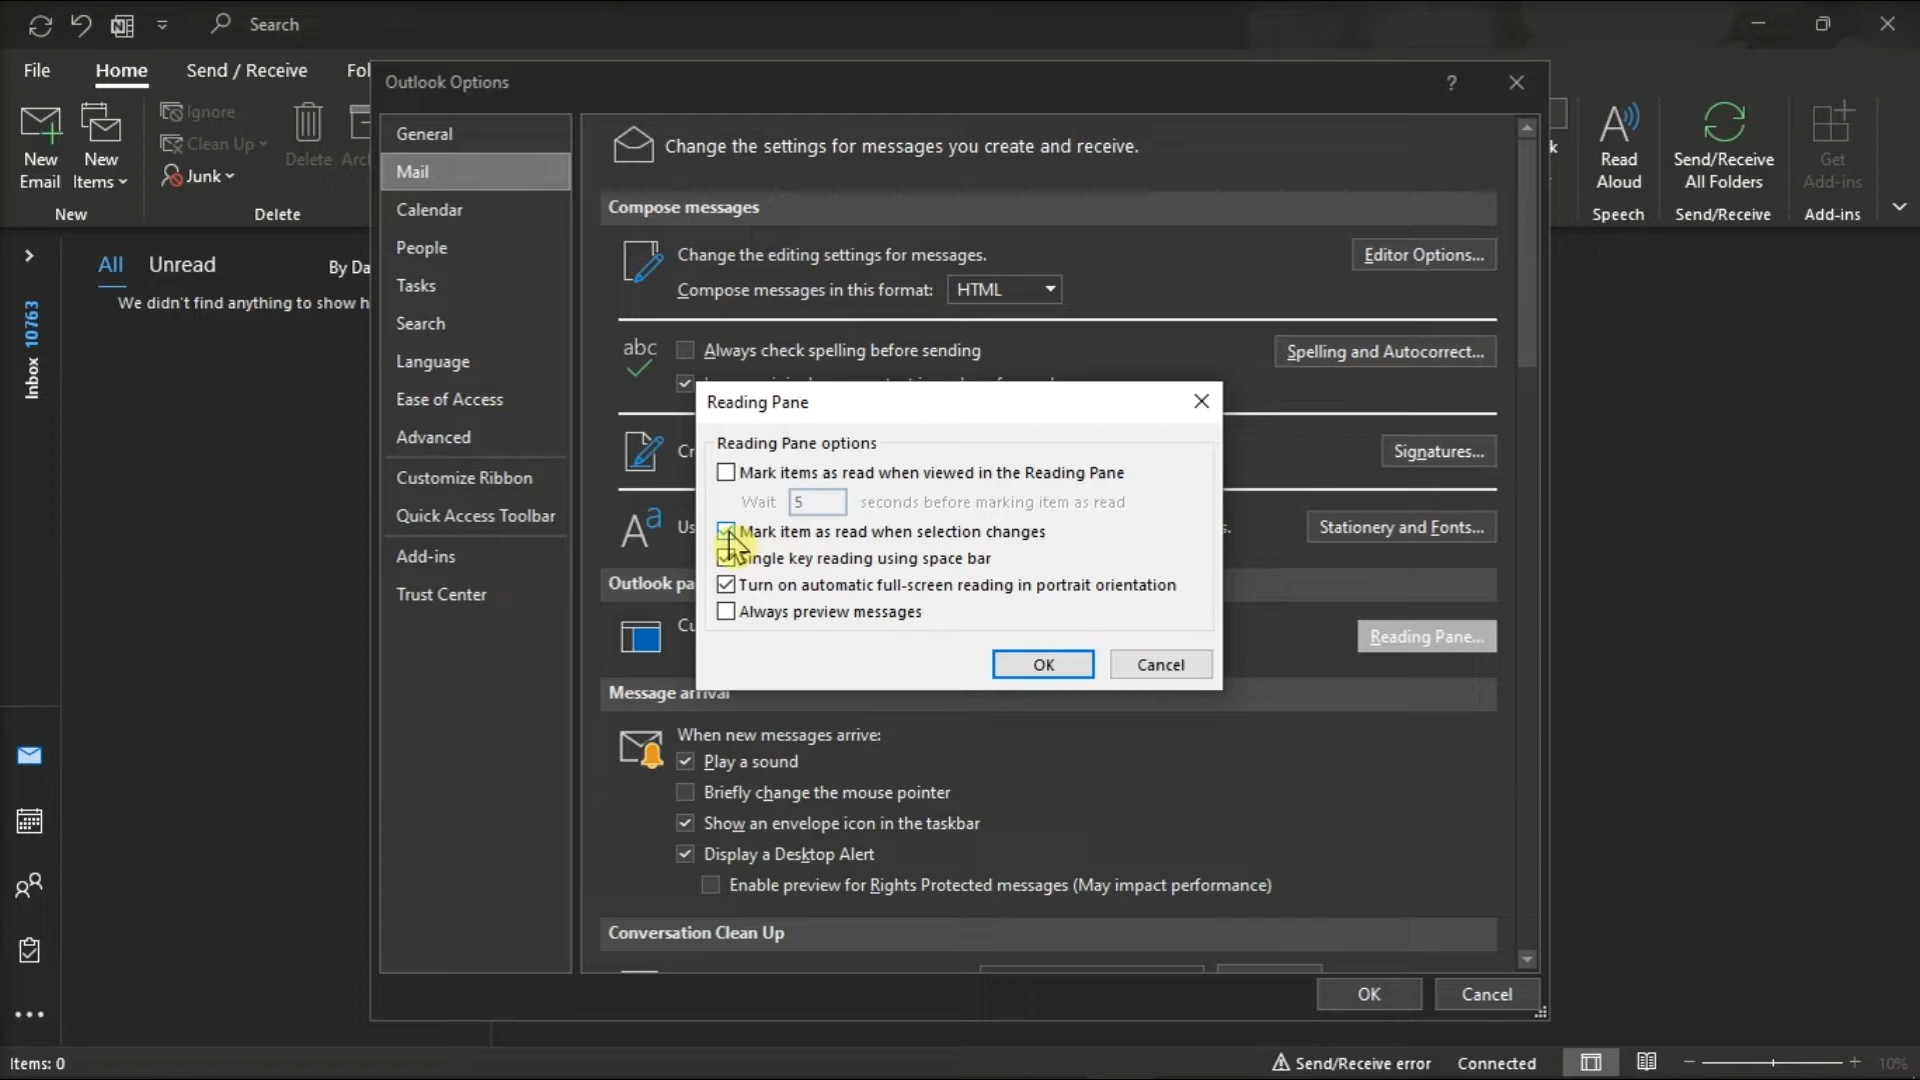 Search
File
Home
Send / Receive
Fol
New Email
New Items
New
Ignore
Clean Up
Junk
Delete
Arc
Delete
Read Aloud
Speech
Send/Receive All Folders
Send/Receive
Get Add-ins
Add-ins
All
Unread
By Da
We didn't find anything to show h
Inbox 10763
Outlook Options
?
General
Mail
Calendar
People
Tasks
Search
Language
Ease of Access
Advanced
Customize Ribbon
Quick Access Toolbar
Add-ins
Trust Center
Change the settings for messages you create and receive.
Compose messages
Change the editing settings for messages.
Editor Options...
Compose messages in this format:
HTML
abc
Always check spelling before sending
Spelling and Autocorrect...
Signatures...
Stationery and Fonts...
Outlook pa
Reading Pane...
Reading Pane
Reading Pane options
Mark items as read when viewed in the Reading Pane
Wait 5 seconds before marking item as read
Mark item as read when selection changes
Single key reading using space bar
Turn on automatic full-screen reading in portrait orientation
Always preview messages
OK
Cancel
Message arrival
When new messages arrive:
Play a sound
Briefly change the mouse pointer
Show an envelope icon in the taskbar
Display a Desktop Alert
Enable preview for Rights Protected messages (May impact performance)
Conversation Clean Up
OK
Cancel
Items: 0
Send/Receive error
Connected
10%